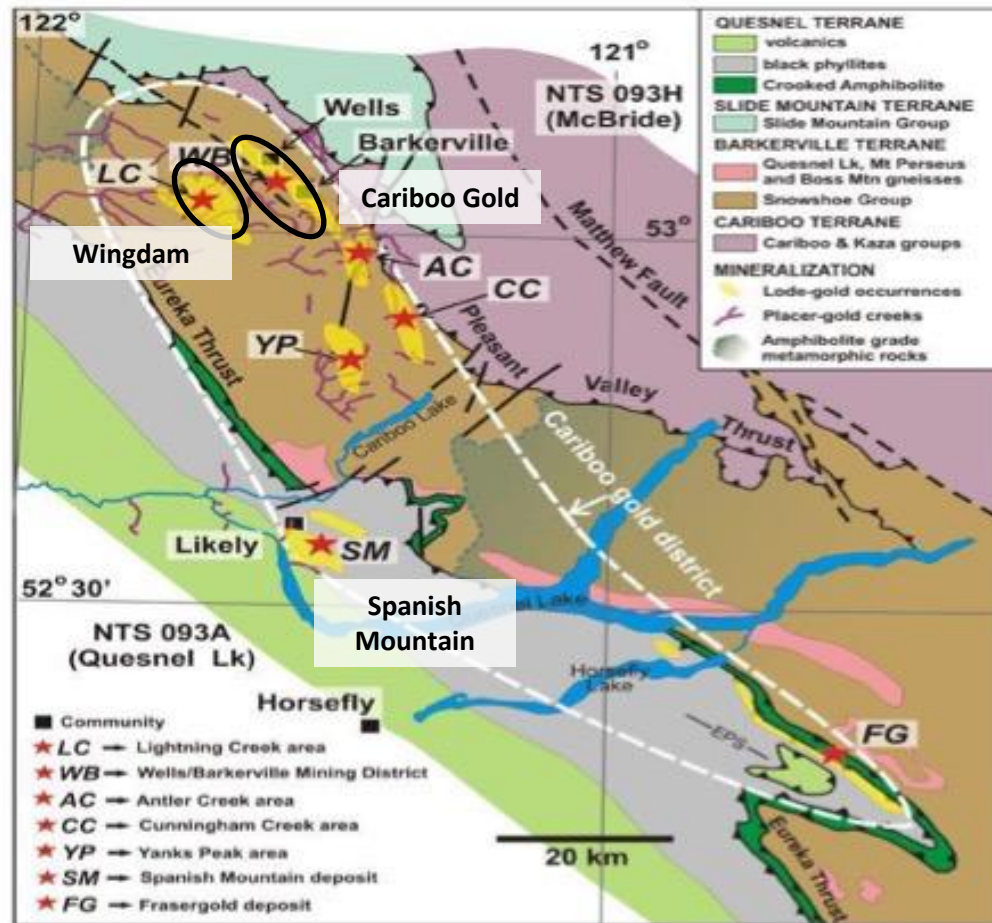 122°
121°
NTS 093H
(McBride)
Wells
Barkerville
WB
LC
Cariboo Gold
Wingdam
53°
Matthew Fault
AC
CC
Eureka Thrust
YP
Pleasant
Valley
Thrust
Cariboo Lake
Cariboo gold district
Likely
SM
52° 30'
Spanish
Mountain
Lake
NTS 093A
(Quesnel Lk)
Horsefly
Lake
Horsefly
EPS
FG
Eureka Thrust
20 km
QUESNEL TERRANE
volcanics
black phyllites
Crooked Amphibolite
SLIDE MOUNTAIN TERRANE
Slide Mountain Group
BARKERVILLE TERRANE
Quesnel Lk, Mt Perseus
and Boss Mtn gneisses
Snowshoe Group
CARIBOO TERRANE
Cariboo & Kaza groups
MINERALIZATION
Lode-gold occurrences
Placer-gold creeks
Amphibolite grade
metamorphic rocks
Community
LC → Lightning Creek area
WB → Wells/Barkerville Mining District
AC → Antler Creek area
CC → Cunningham Creek area
YP → Yanks Peak area
SM → Spanish Mountain deposit
FG → Frasergold deposit